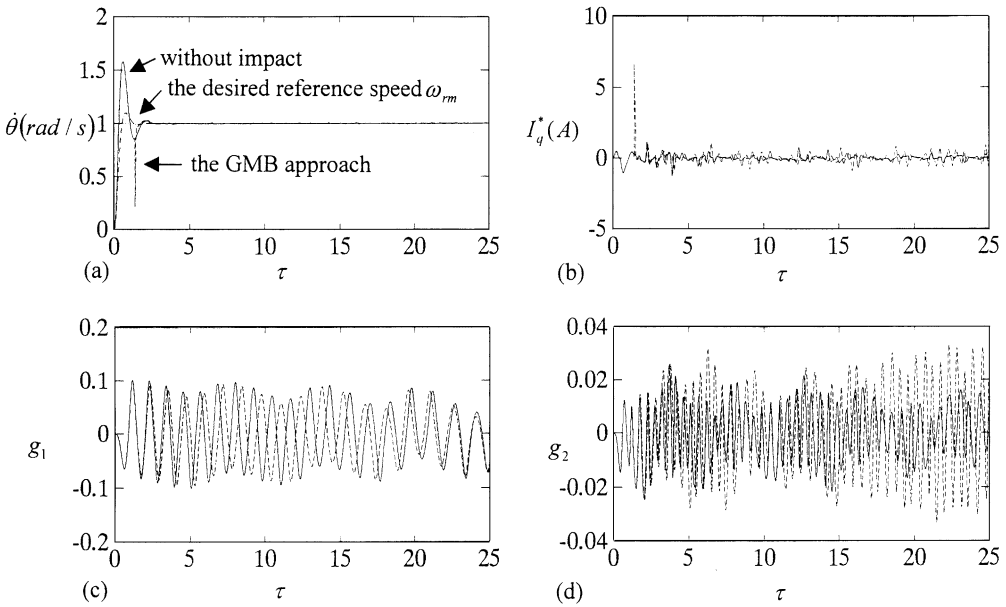 2
1.5
1
0.5
0
0 5 10 15 20 25
θ̇(rad / s)
without impact
the desired reference speed ω_rm
the GMB approach
(a)
τ
10
5
0
-5
0 5 10 15 20 25
I_q^*(A)
(b)
τ
0.2
0.1
0
-0.1
-0.2
0 5 10 15 20 25
g_1
(c)
τ
0.04
0.02
0
-0.02
-0.04
0 5 10 15 20 25
g_2
(d)
τ